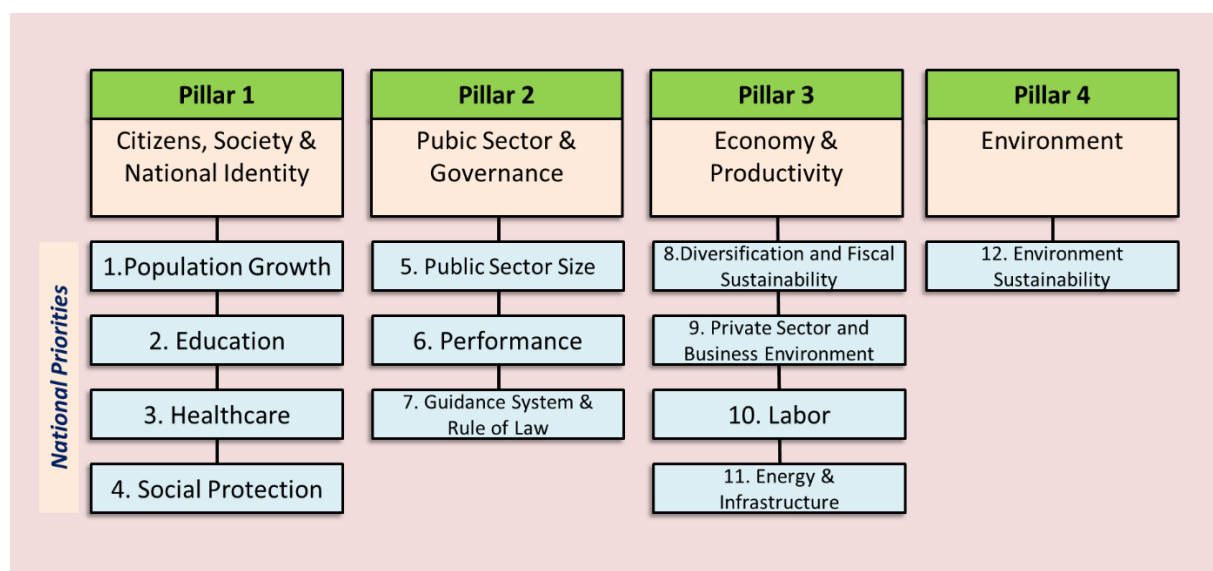 Pillar 1
Citizens, Society &
National Identity
Pillar 2
Pubic Sector &
Governance
Pillar 3
Economy &
Productivity
Pillar 4
Environment
National Priorities
1.Population Growth
2. Education
3. Healthcare
4. Social Protection
5. Public Sector Size
6. Performance
7. Guidance System &
Rule of Law
8.Diversification and Fiscal
Sustainability
9. Private Sector and
Business Environment
10. Labor
11. Energy &
Infrastructure
12. Environment
Sustainability